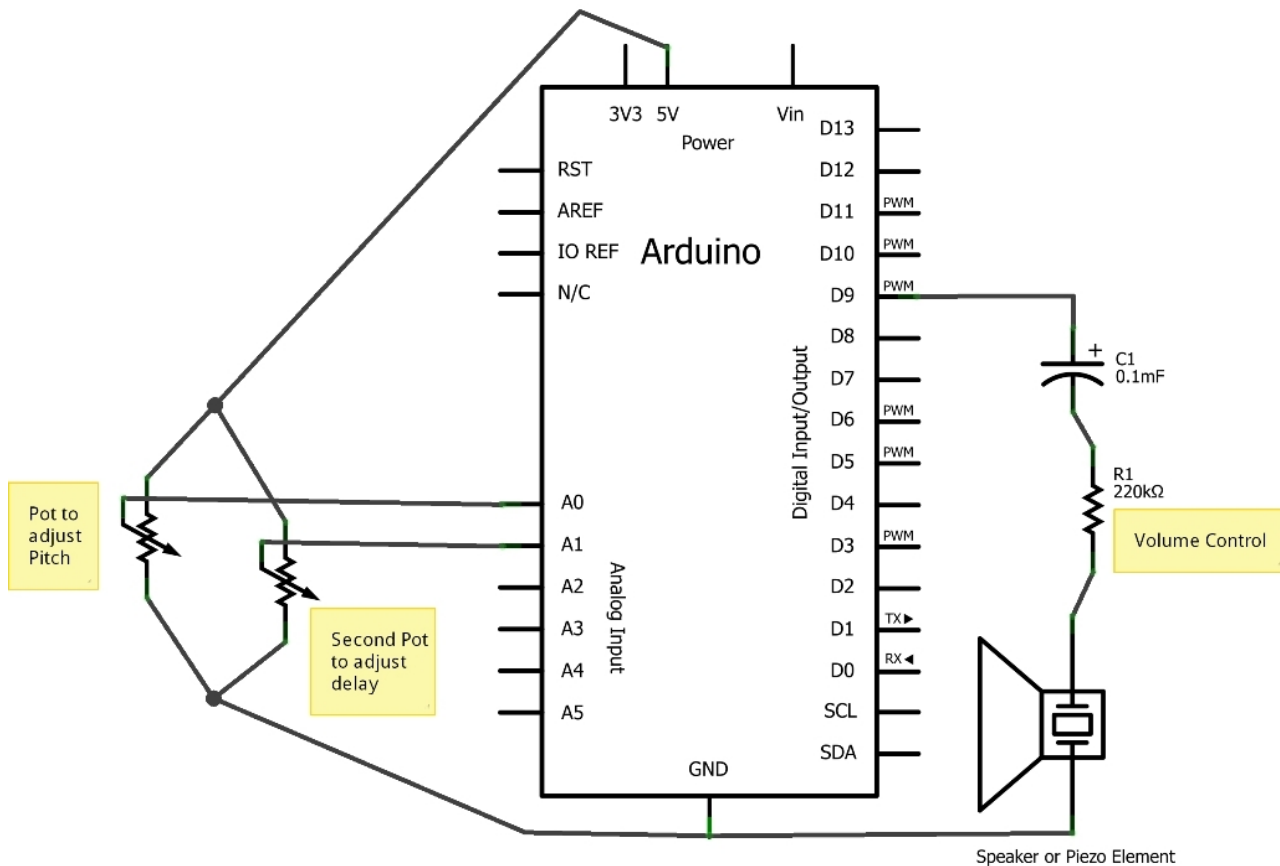 3V3 5V Vin
Power
RST
AREF
IO REF
N/C
Arduino
D13
D12
D11 PWM
D10 PWM
D9 PWM
D8
D7
D6 PWM
D5 PWM
D4
D3 PWM
D2
D1 TX ▶
D0 RX ◀
SCL
SDA
Digital Input/Output
A0
A1
A2
A3
A4
A5
Analog Input
GND
Pot to
adjust
Pitch
Second Pot
to adjust
delay
+
C1
0.1mF
R1
220kΩ
Volume Control
Speaker or Piezo Element